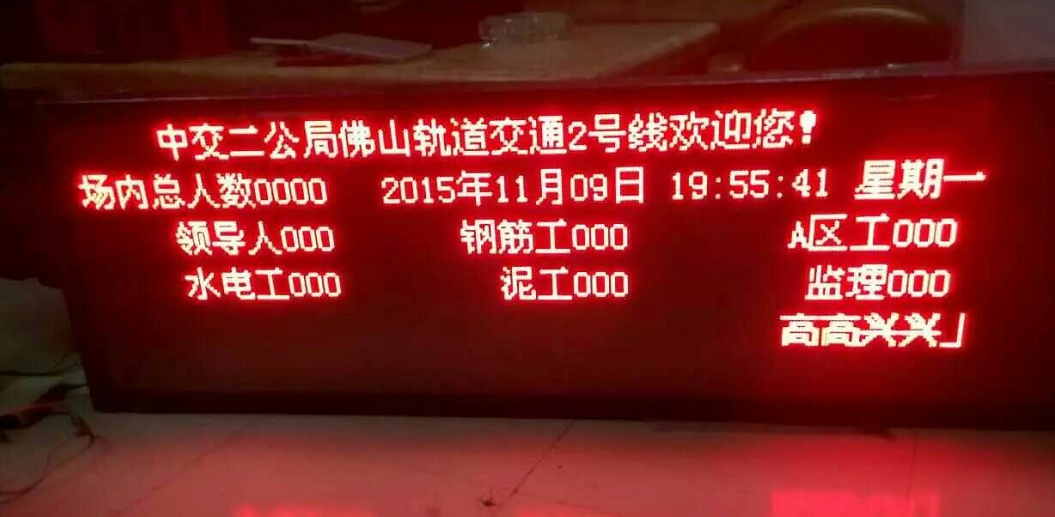 中交二公局佛山轨道交通2号线欢迎您!
场内总人数0000 2015年11月09日 19:55:41 星期一
领导人000 钢筋工000 A区工000
水电工000 泥工000 监理000
高高兴兴